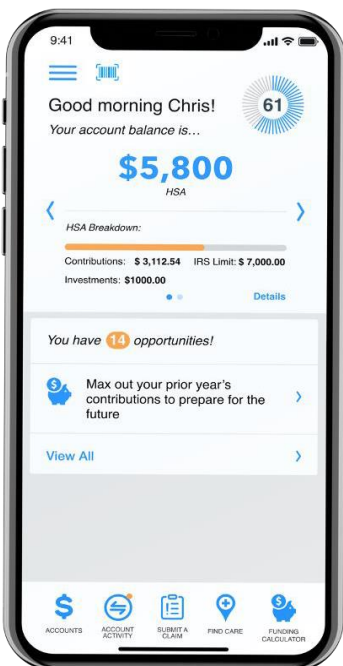 9:41
Good morning Chris!
61
Your account balance is...
$5,800
HSA
HSA Breakdown:
Contributions: $ 3,112.54 IRS Limit: $ 7,000.00
Investments: $1000.00
Details
You have 14 opportunities!
Max out your prior year's
contributions to prepare for the
future
View All
ACCOUNTS
ACCOUNT
ACTIVITY
SUBMIT A
CLAIM
FIND CARE
FUNDING
CALCULATOR